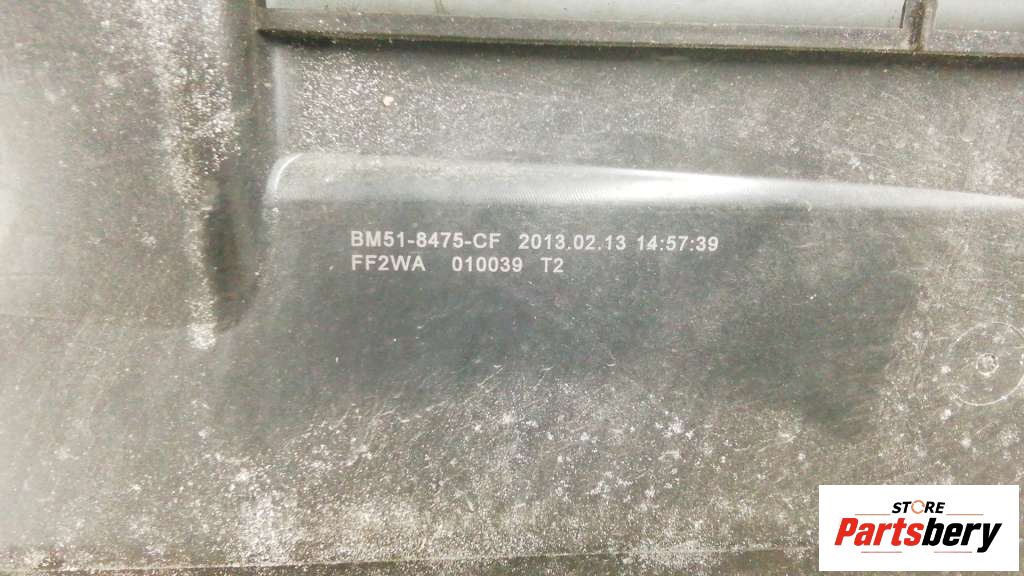 BM51-8475-CF 2013.02.13 14:57:39
FF2WA 010039 T2
STORE
Partsbery